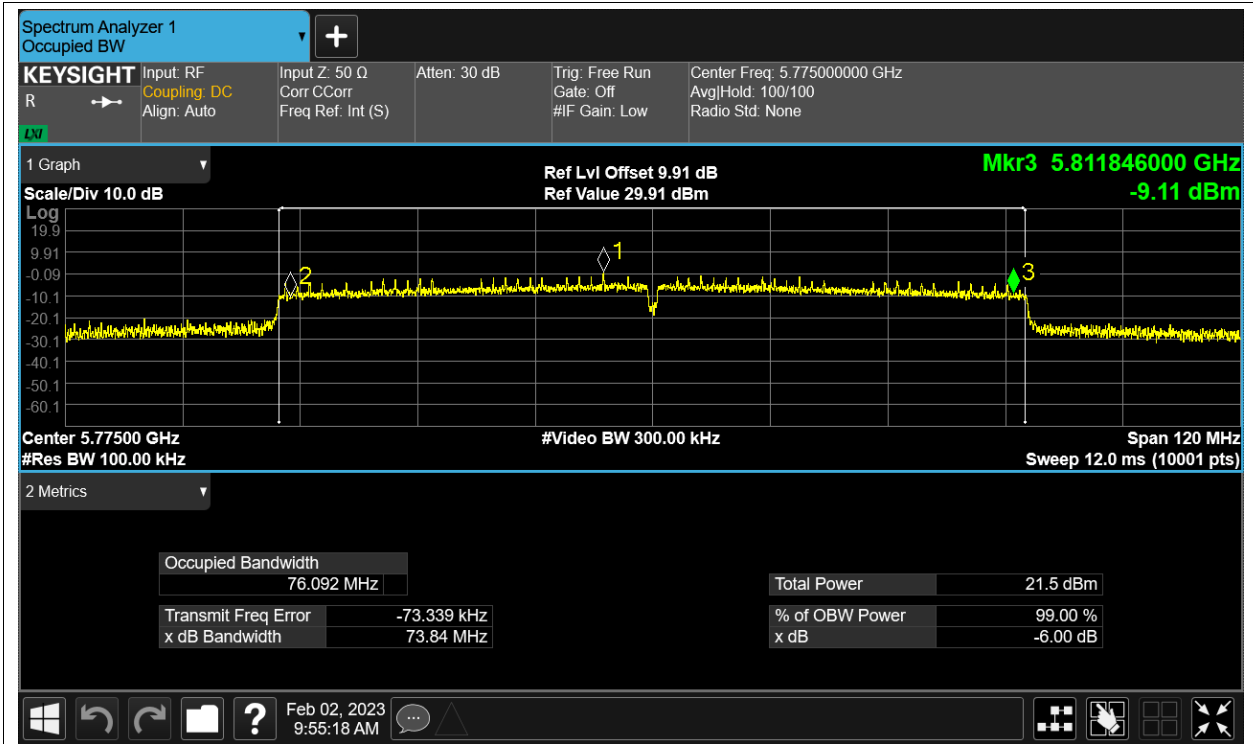 Spectrum Analyzer 1
Occupied BW
KEYSIGHT
R
LXI
Input: RF
Coupling: DC
Align: Auto
Input Z: 50 Ω
Corr CCorr
Freq Ref: Int (S)
Atten: 30 dB
Trig: Free Run
Gate: Off
#IF Gain: Low
Center Freq: 5.775000000 GHz
Avg|Hold: 100/100
Radio Std: None
1 Graph
Scale/Div 10.0 dB
Ref Lvl Offset 9.91 dB
Ref Value 29.91 dBm
Mkr3 5.811846000 GHz
-9.11 dBm
Log
19.9
9.91
-0.09
-10.1
-20.1
-30.1
-40.1
-50.1
-60.1
1
2
3
Center 5.77500 GHz
#Res BW 100.00 kHz
#Video BW 300.00 kHz
Span 120 MHz
Sweep 12.0 ms (10001 pts)
2 Metrics
Occupied Bandwidth
76.092 MHz
Transmit Freq Error -73.339 kHz
x dB Bandwidth 73.84 MHz
Total Power 21.5 dBm
% of OBW Power 99.00 %
x dB -6.00 dB
?
Feb 02, 2023
9:55:18 AM